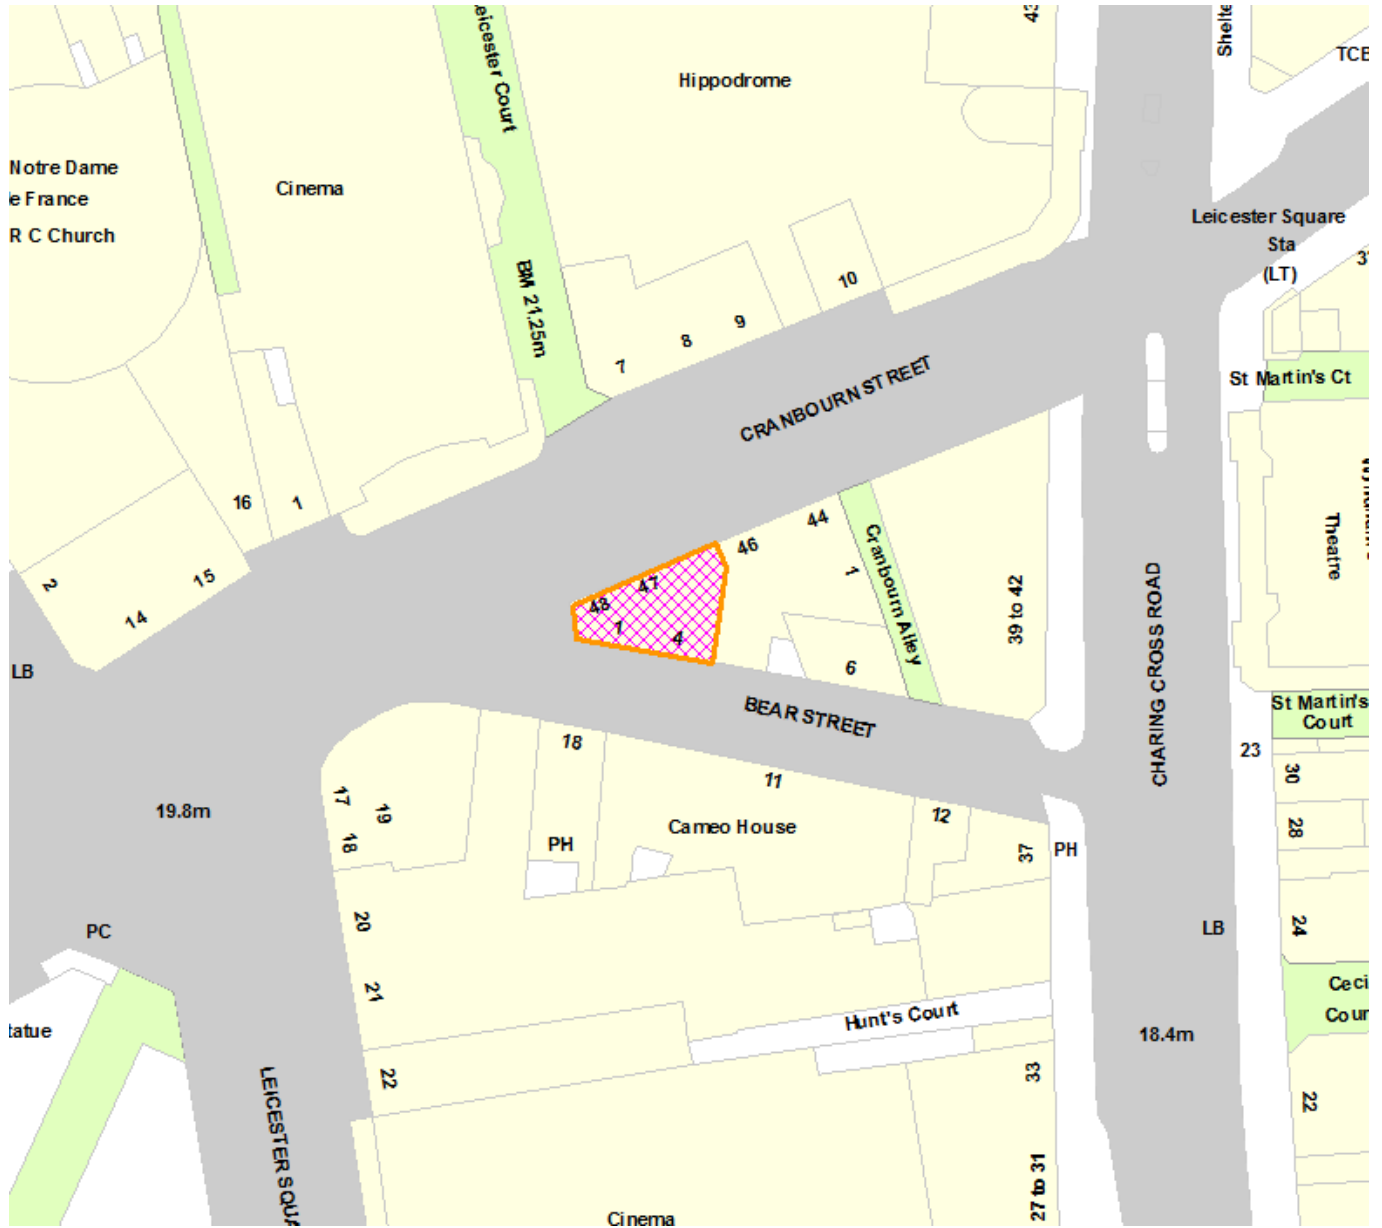 eicester Court
Hippodrome
43
Shelte
TCB
Notre Dame
e France
R C Church
Cinema
Leicester Square
Sta
(LT)
BM 21.25m
10
9
8
7
CRANBOURN STREET
St Martin's Ct
16
1
44
46
Cranbourn Alley
1
47
48
1
4
2
15
14
39 to 42
Theatre
CHARING CROSS ROAD
LB
6
BEAR STREET
St Martin's
Court
18
11
23
30
17
19
18
19.8m
PH
Cameo House
12
37
PH
28
20
PC
LB
24
21
Hunt's Court
Ceci
Cour
tatue
18.4m
22
33
22
LEICESTER SQUA
27 to 31
Cinema